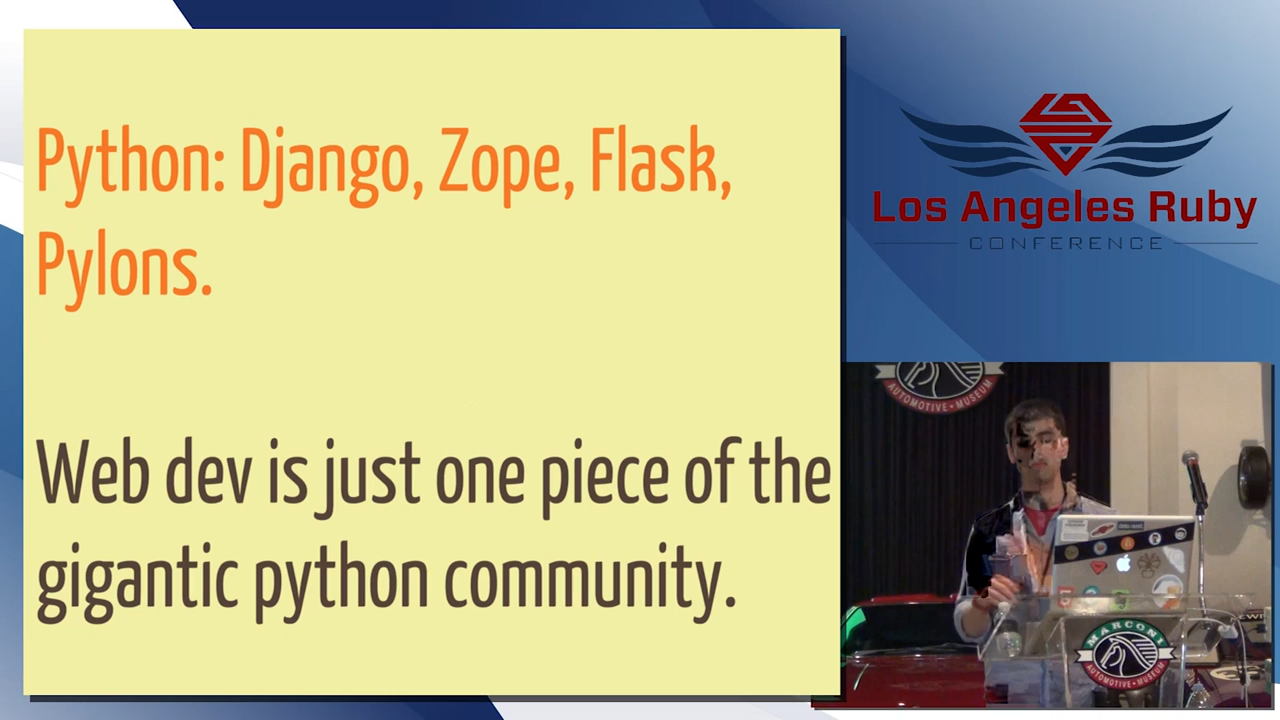 Python: Django, Zope, Flask,
Pylons.
Web dev is just one piece of the
gigantic python community.
Los Angeles Ruby
CONFERENCE
AUTOMOTIVE • MUSEUM
MARCONI
AUTOMOTIVE • MUSEUM